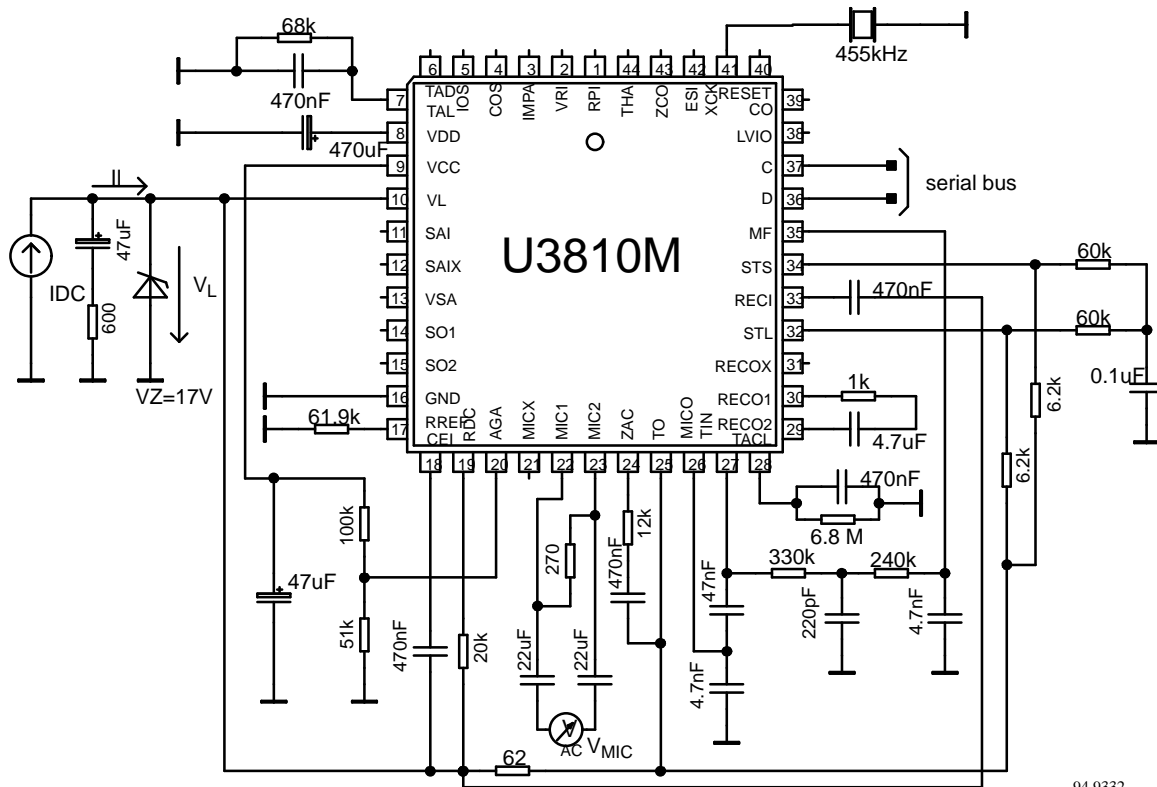 68k
470nF
470uF
455kHz
6 5 4 3 2 1 44 43 42 41 40
TAD IOS COS IMPA VRI RPI THA ZCO ESI XCK RESET
7 TAL
CO 39
8 VDD
LVIO 38
9 VCC
C 37
10 VL
D 36
serial bus
11 SAI
MF 35
12 SAIX
STS 34
13 VSA
RECI 33
14 SO1
STL 32
15 SO2
RECOX 31
16 GND
RECO1 30
17 RREF
RECO2 29
CEI RDC AGA MICX MIC1 MIC2 ZAC TO MICO TIN TACL
18 19 20 21 22 23 24 25 26 27 28
U3810M
II
47uF
IDC
600
VL
VZ=17V
61.9k
470nF
60k
60k
0.1uF
6.2k
6.2k
1k
4.7uF
470nF
6.8 M
100k
47uF
51k
470nF
20k
270
22uF
22uF
470nF
12k
47nF
4.7nF
330k
240k
220pF
4.7nF
V
AC
VMIC
62
94 9332